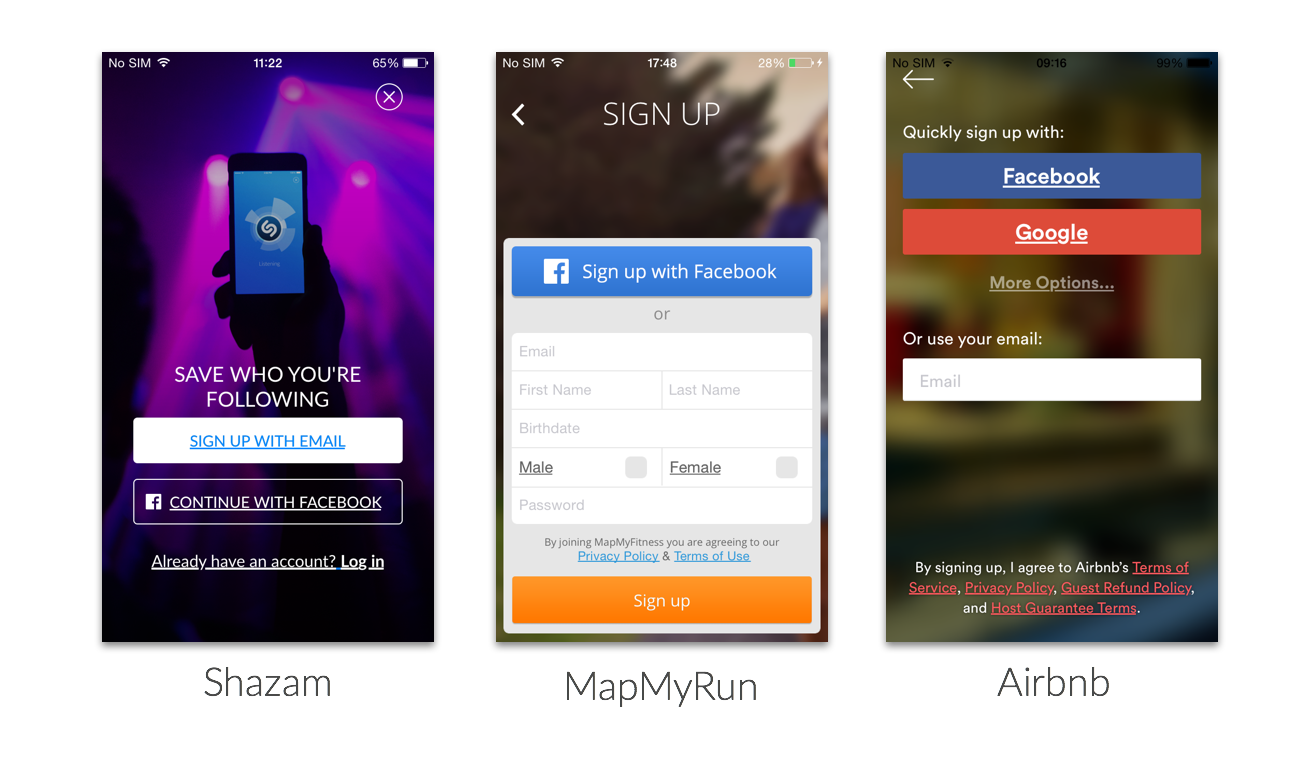 No SIM 11:22 65%
SAVE WHO YOU'RE
FOLLOWING
SIGN UP WITH EMAIL
CONTINUE WITH FACEBOOK
Already have an account? Log in
Shazam
No SIM 17:48 28%
SIGN UP
Sign up with Facebook
or
Email
First Name Last Name
Birthdate
Male Female
Password
By joining MapMyFitness you are agreeing to our
Privacy Policy & Terms of Use
Sign up
MapMyRun
No SIM 09:16 99%
Quickly sign up with:
Facebook
Google
More Options...
Or use your email:
Email
By signing up, I agree to Airbnb's Terms of
Service, Privacy Policy, Guest Refund Policy,
and Host Guarantee Terms.
Airbnb